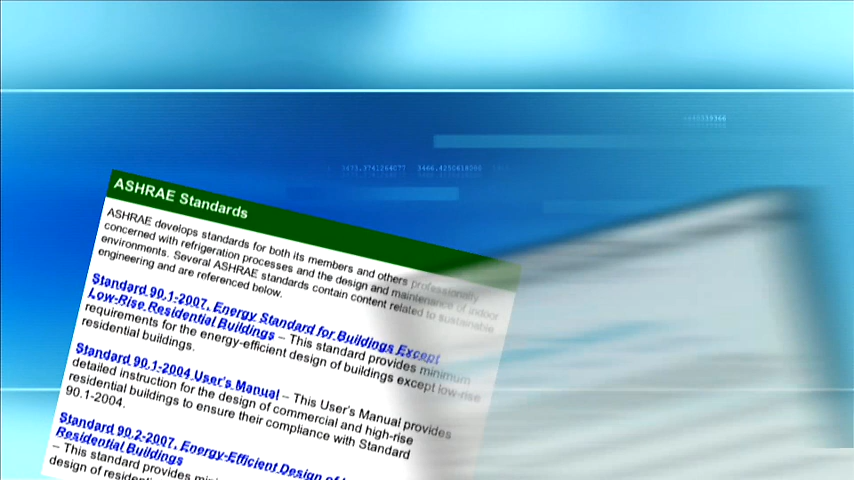 3473.3741264077 3466.4250618098
ASHRAE Standards
ASHRAE develops standards for both its members and others professionally
concerned with refrigeration processes and the design and maintenance of indoor
environments. Several ASHRAE standards contain content related to sustainable
engineering and are referenced below.
Standard 90.1-2007, Energy Standard for Buildings Except
Low-Rise Residential Buildings – This standard provides minimum
requirements for the energy-efficient design of buildings except low-rise
residential buildings.
Standard 90.1-2004 User's Manual – This User's Manual provides
detailed instruction for the design of commercial and high-rise
residential buildings to ensure their compliance with Standard
90.1-2004.
Standard 90.2-2007, Energy-Efficient Design of
Residential Buildings
– This standard provides
design of